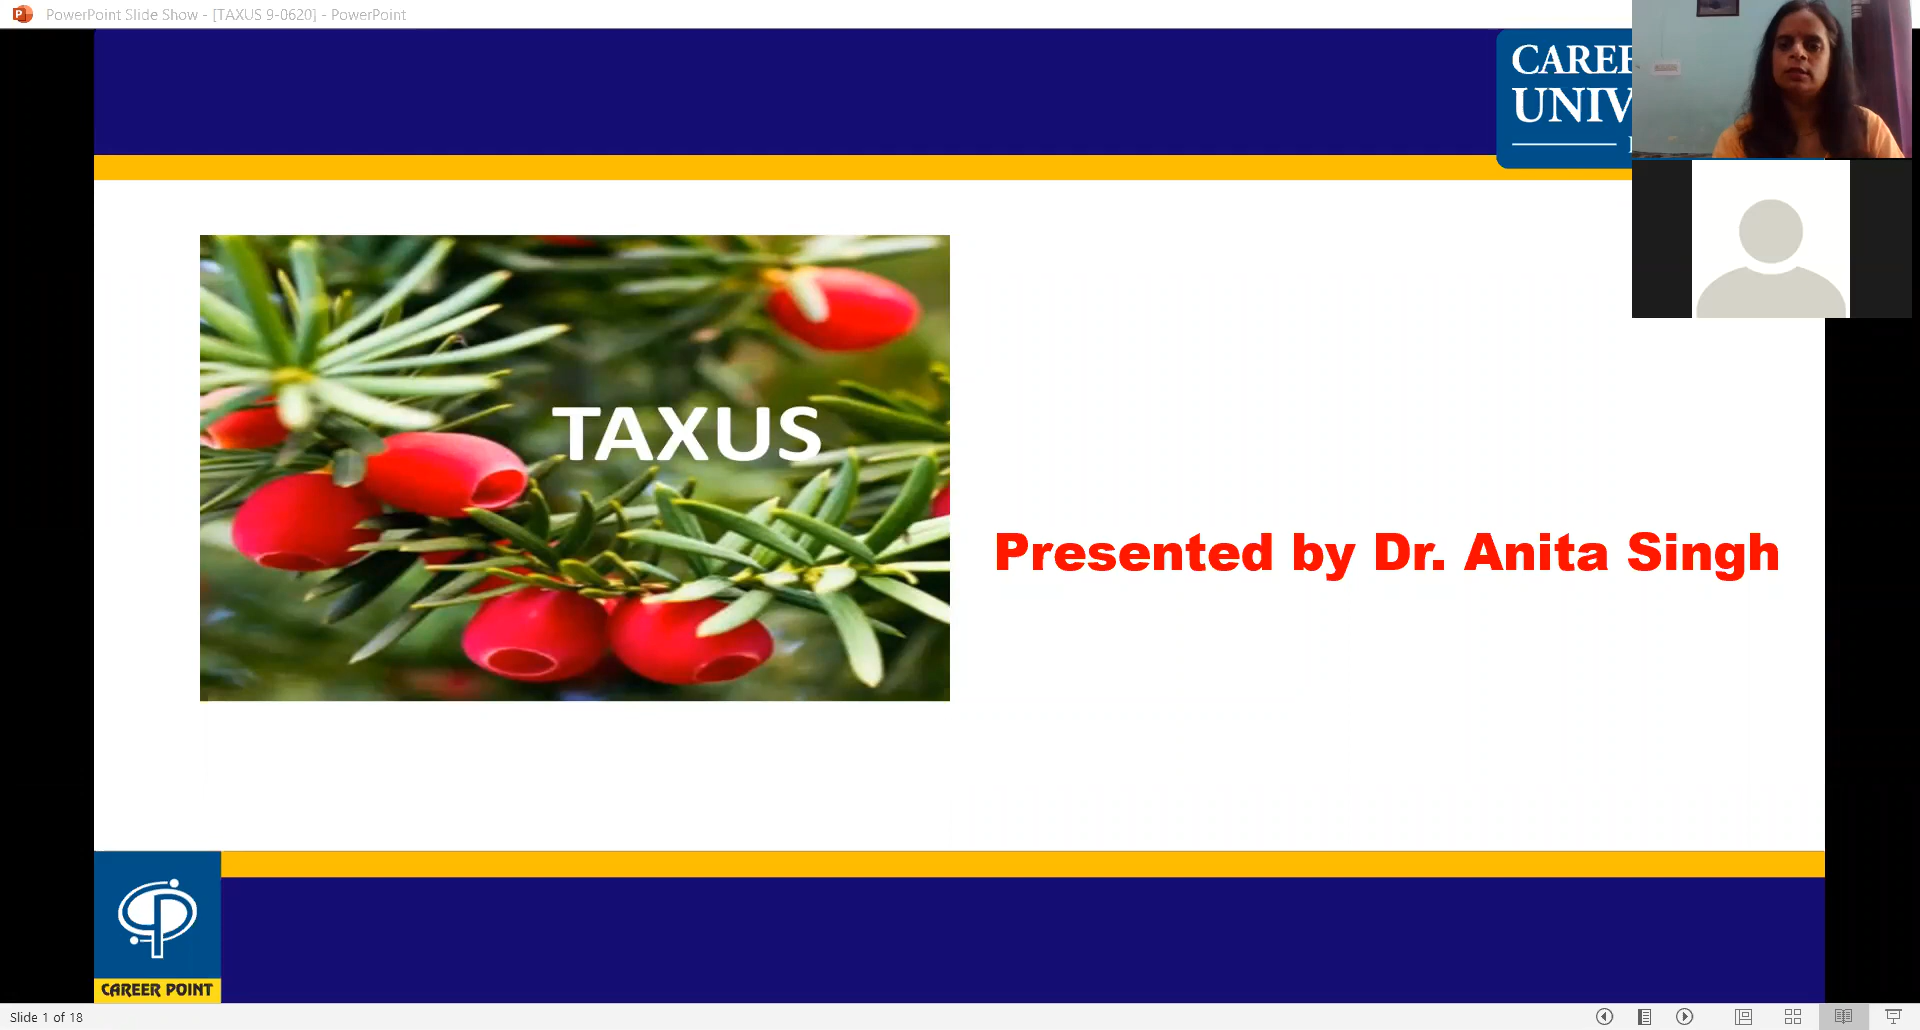 PowerPoint Slide Show - [TAXUS 9-0620] - PowerPoint
CAREE
UNIV
TAXUS
Presented by Dr. Anita Singh
CAREER POINT
Slide 1 of 18